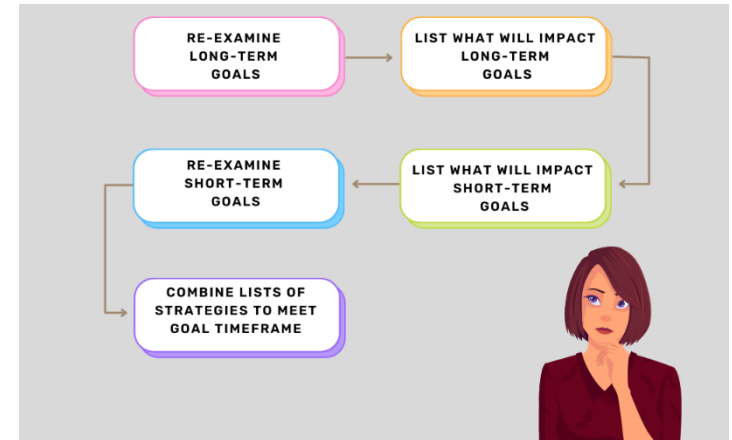 RE-EXAMINE
LONG-TERM
GOALS
LIST WHAT WILL IMPACT
LONG-TERM
GOALS
LIST WHAT WILL IMPACT
SHORT-TERM
GOALS
RE-EXAMINE
SHORT-TERM
GOALS
COMBINE LISTS OF
STRATEGIES TO MEET
GOAL TIMEFRAME